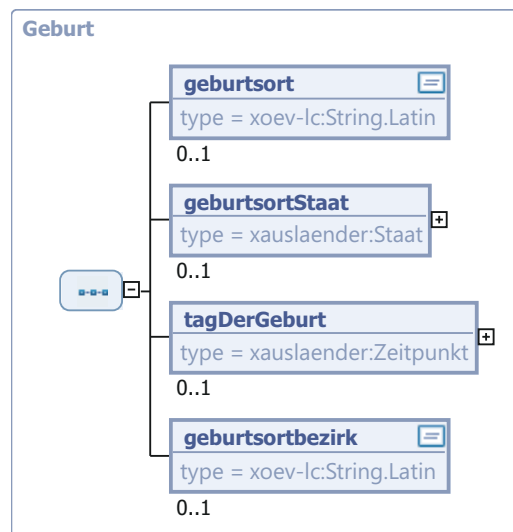 Geburt
geburtsort
type = xoev-lc:String.Latin
0..1
geburtsortStaat
type = xauslaender:Staat
0..1
tagDerGeburt
type = xauslaender:Zeitpunkt
0..1
geburtsortbezirk
type = xoev-lc:String.Latin
0..1